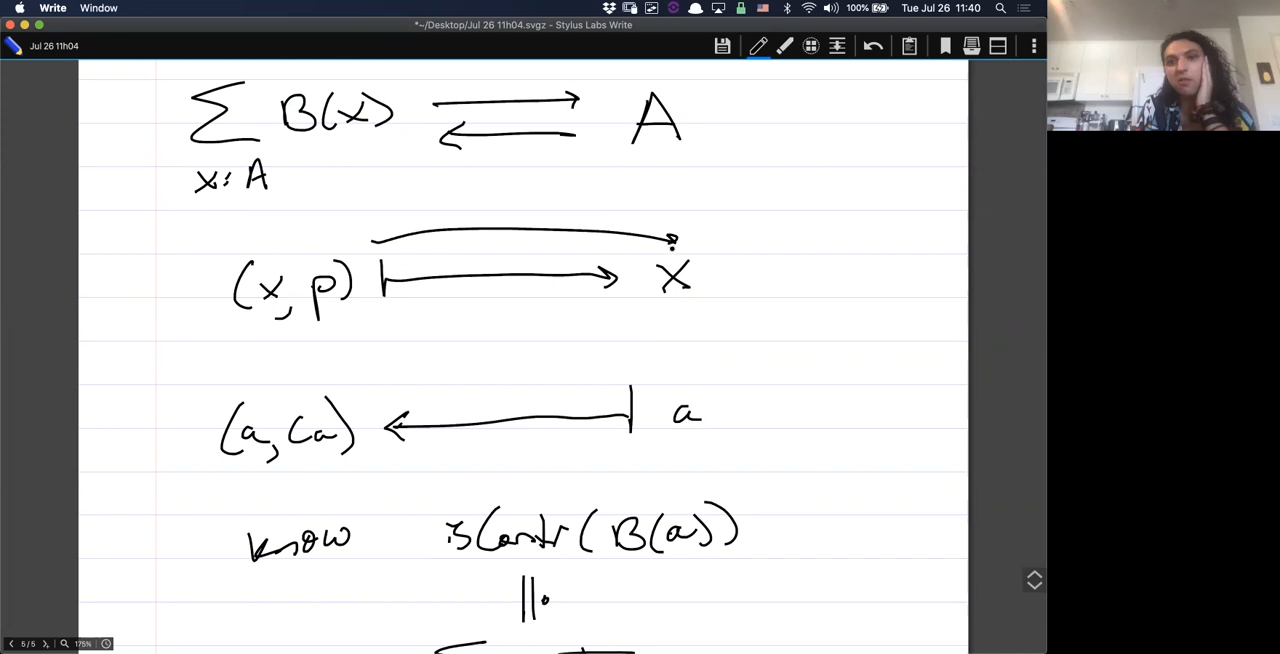 Write Window 100% Tue Jul 26 11:40
*~/Desktop/Jul 26 11h04.svgz - Stylus Labs Write
Jul 26 11h04
∑ B(x) ⇄ A
x:A
(x, p) ↦ x
(a, ca) ↤ a
know isContr(B(a))
||
5/5 175%